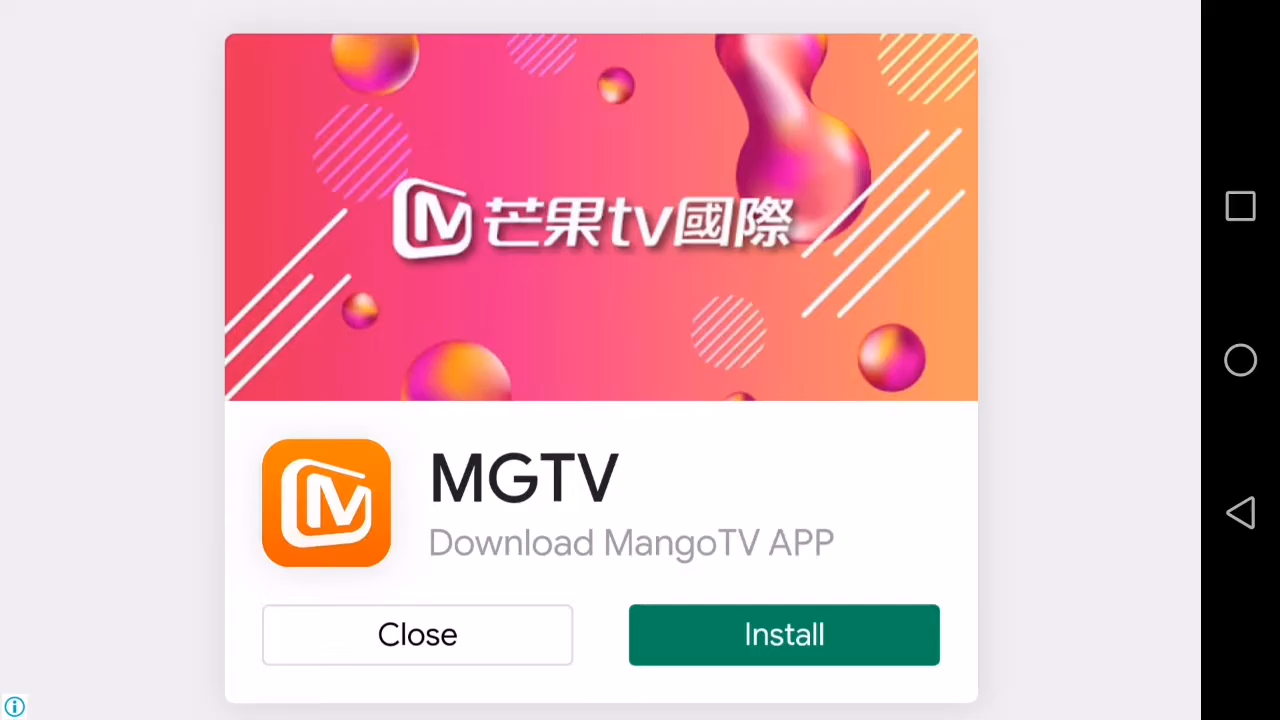 芒果tv國際
MGTV
Download MangoTV APP
Close
Install